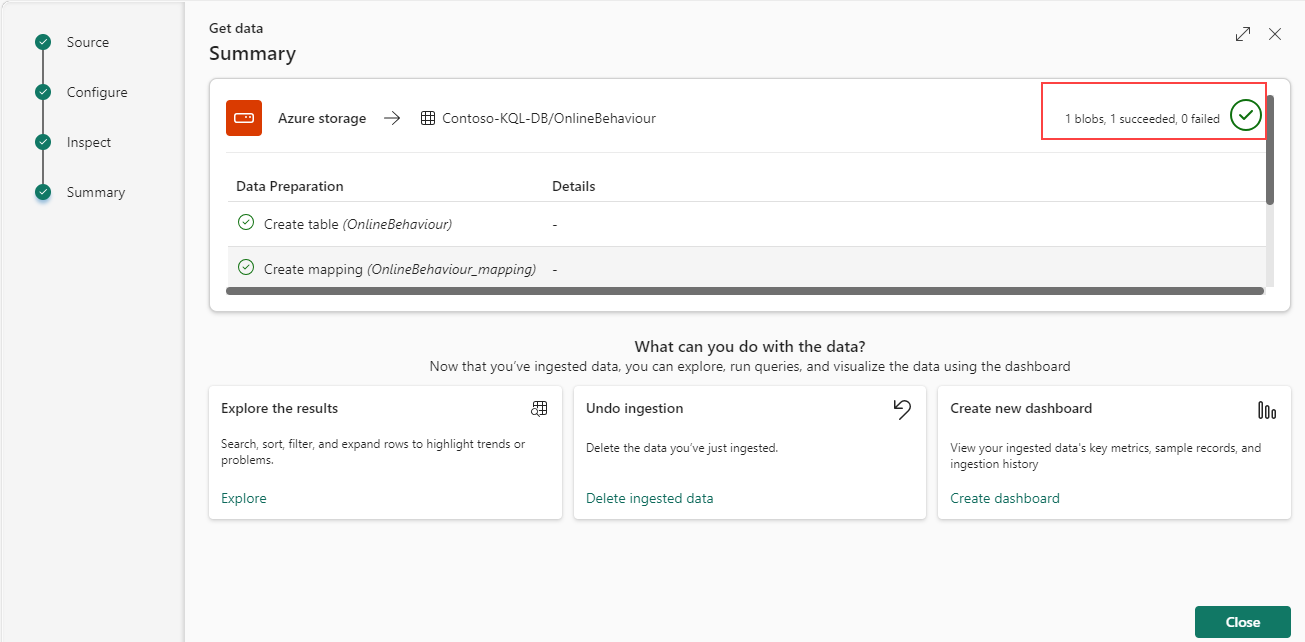 Source
Configure
Inspect
Summary
Get data
Summary
Azure storage
Contoso-KQL-DB/OnlineBehaviour
1 blobs, 1 succeeded, 0 failed
Data Preparation Details
Create table (OnlineBehaviour) -
Create mapping (OnlineBehaviour_mapping) -
What can you do with the data?
Now that you’ve ingested data, you can explore, run queries, and visualize the data using the dashboard
Explore the results
Search, sort, filter, and expand rows to highlight trends or
problems.
Explore
Undo ingestion
Delete the data you’ve just ingested.
Delete ingested data
Create new dashboard
View your ingested data's key metrics, sample records, and
ingestion history
Create dashboard
Close